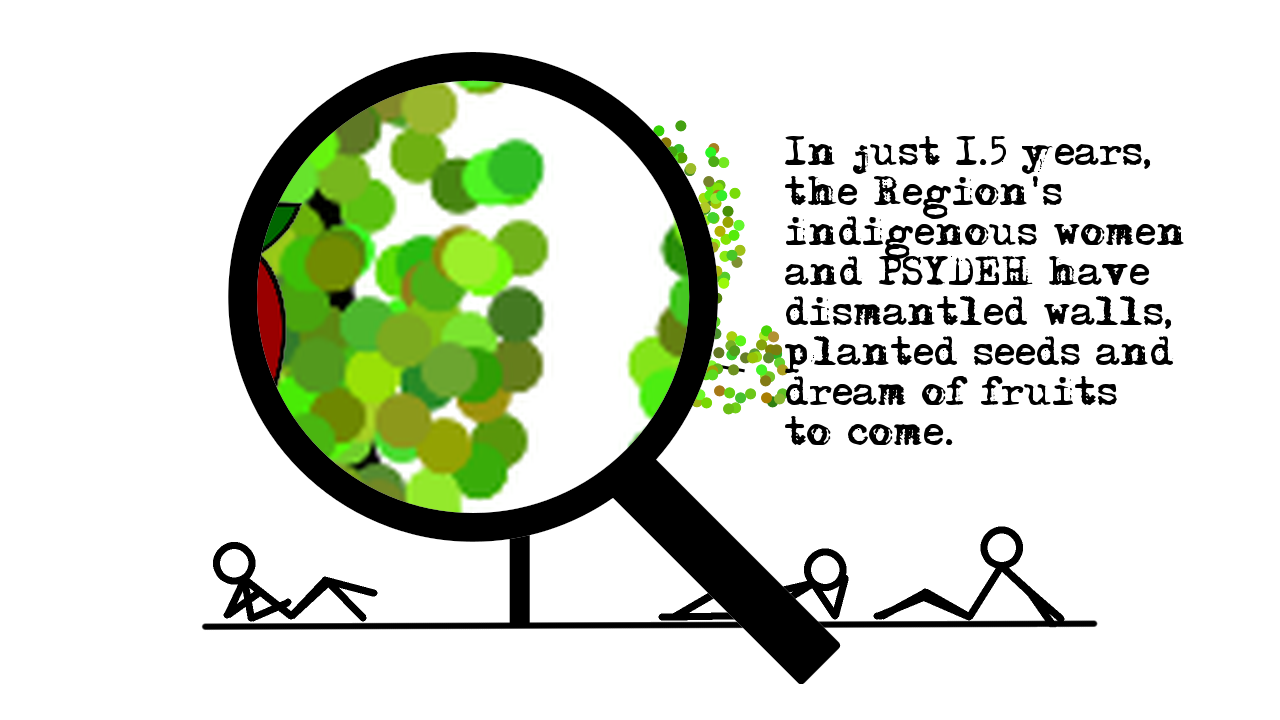 In just 1.5 years,
the Region's
indigenous women
and PSYDEH have
dismantled walls,
planted seeds and
dream of fruits
to come.